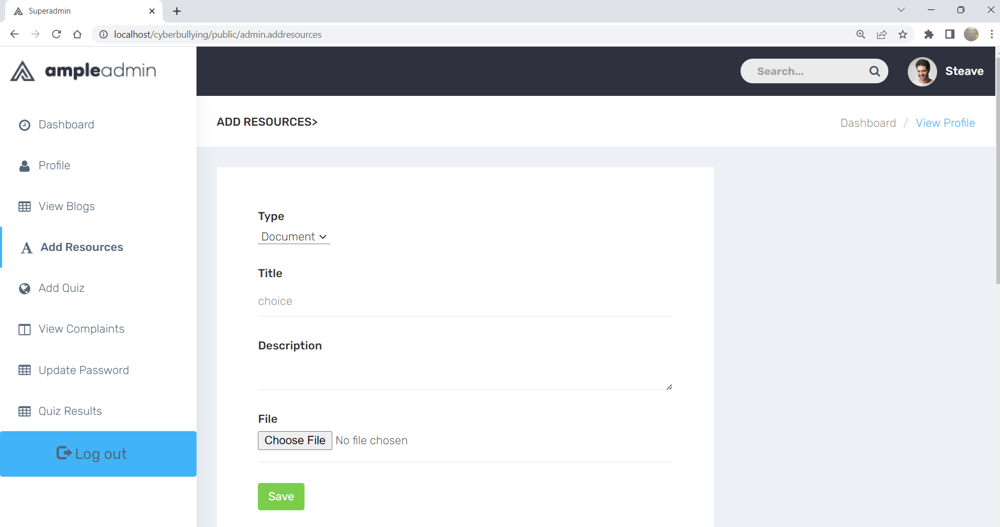 Superadmin
localhost/cyberbullying/public/admin.addresources
ampleadmin
Search...
Steave
ADD RESOURCES>
Dashboard / View Profile
Dashboard
Profile
View Blogs
Add Resources
Add Quiz
View Complaints
Update Password
Quiz Results
Log out
Type
Document
Title
choice
Description
File
Choose File No file chosen
Save